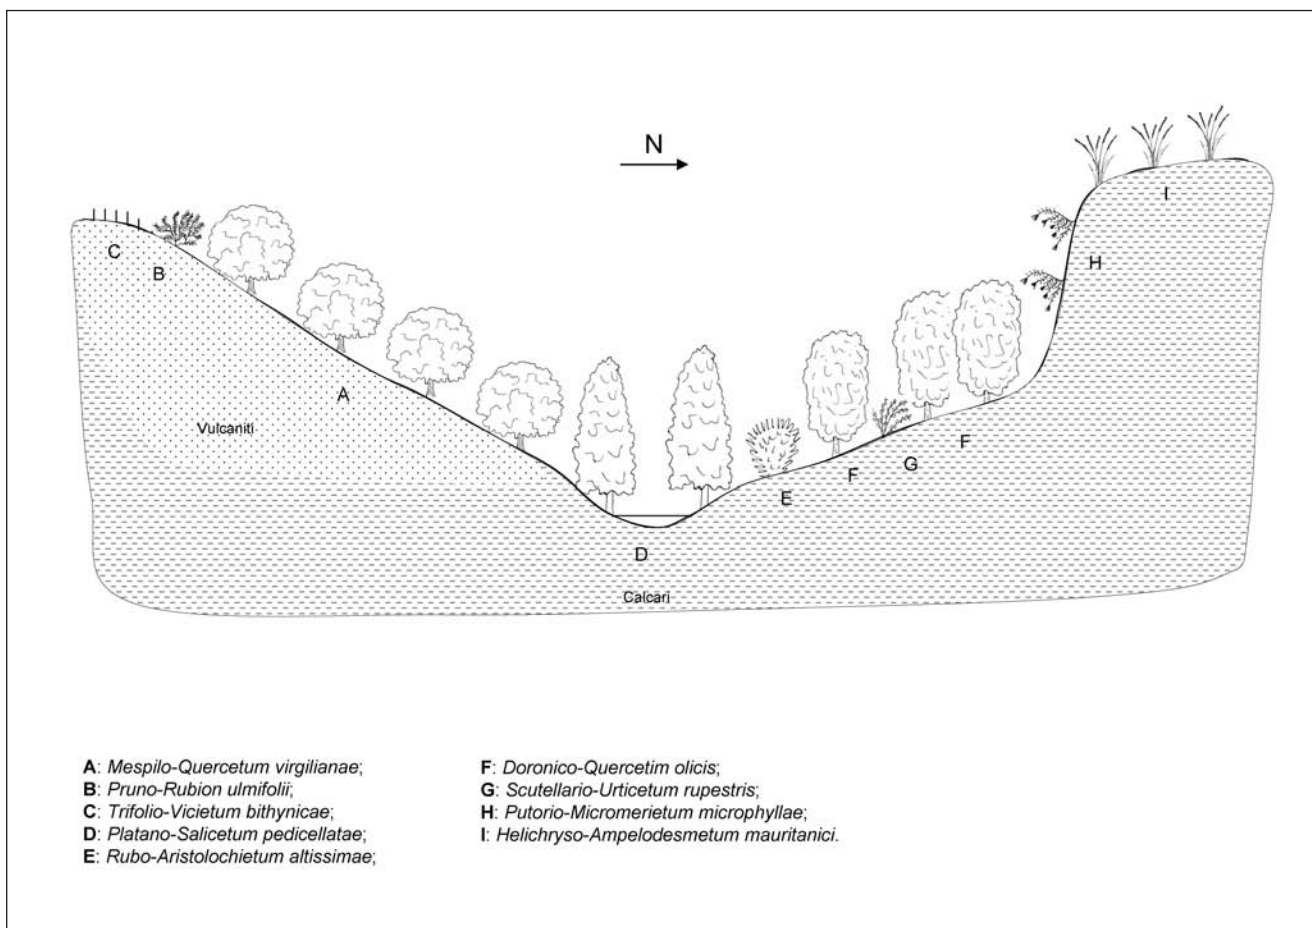 N
C
B
A
Vulcaniti
D
E
F
G
F
H
I
Calcari
A: Mespilo-Quercetum virgilianae;
B: Pruno-Rubion ulmifolii;
C: Trifolio-Vicietum bithynicae;
D: Platano-Salicetum pedicellatae;
E: Rubo-Aristolochietum altissimae;
F: Doronico-Quercetim olicis;
G: Scutellario-Urticetum rupestris;
H: Putorio-Micromerietum microphyllae;
I: Helichryso-Ampelodesmetum mauritanici.